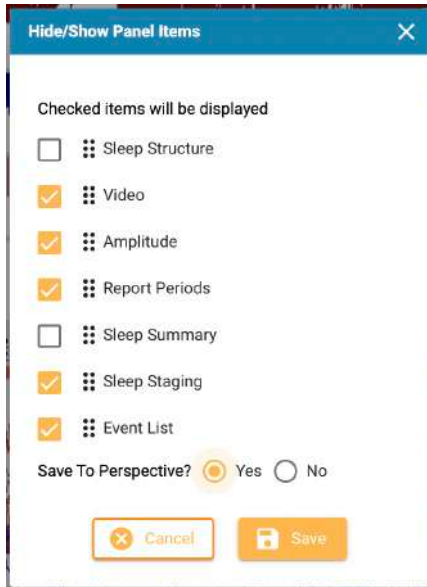 Hide/Show Panel Items
Checked items will be displayed
Sleep Structure
Video
Amplitude
Report Periods
Sleep Summary
Sleep Staging
Event List
Save To Perspective? Yes No
Cancel Save